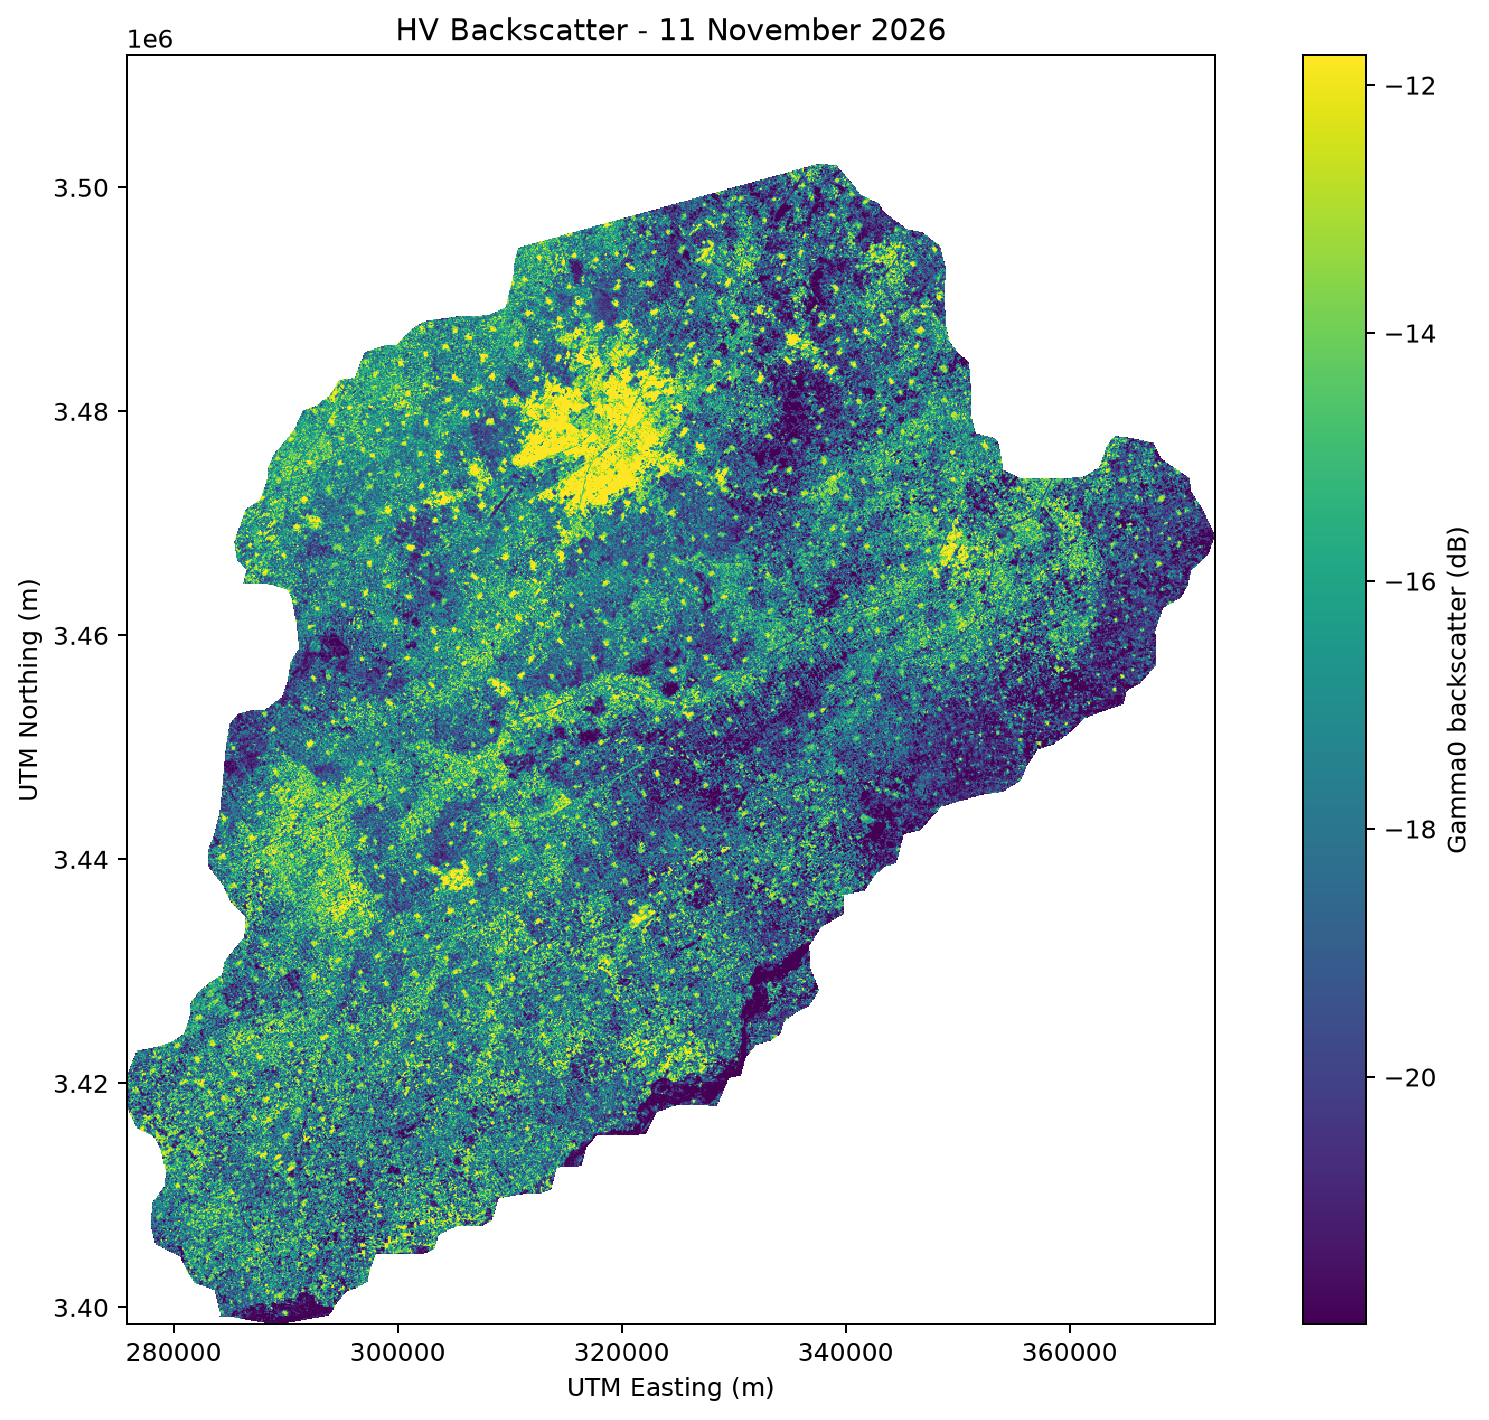 HV Backscatter - 11 November 2026
1e6
3.50
3.48
3.46
3.44
3.42
3.40
UTM Northing (m)
280000 300000 320000 340000 360000
UTM Easting (m)
−12
−14
−16
−18
−20
Gamma0 backscatter (dB)